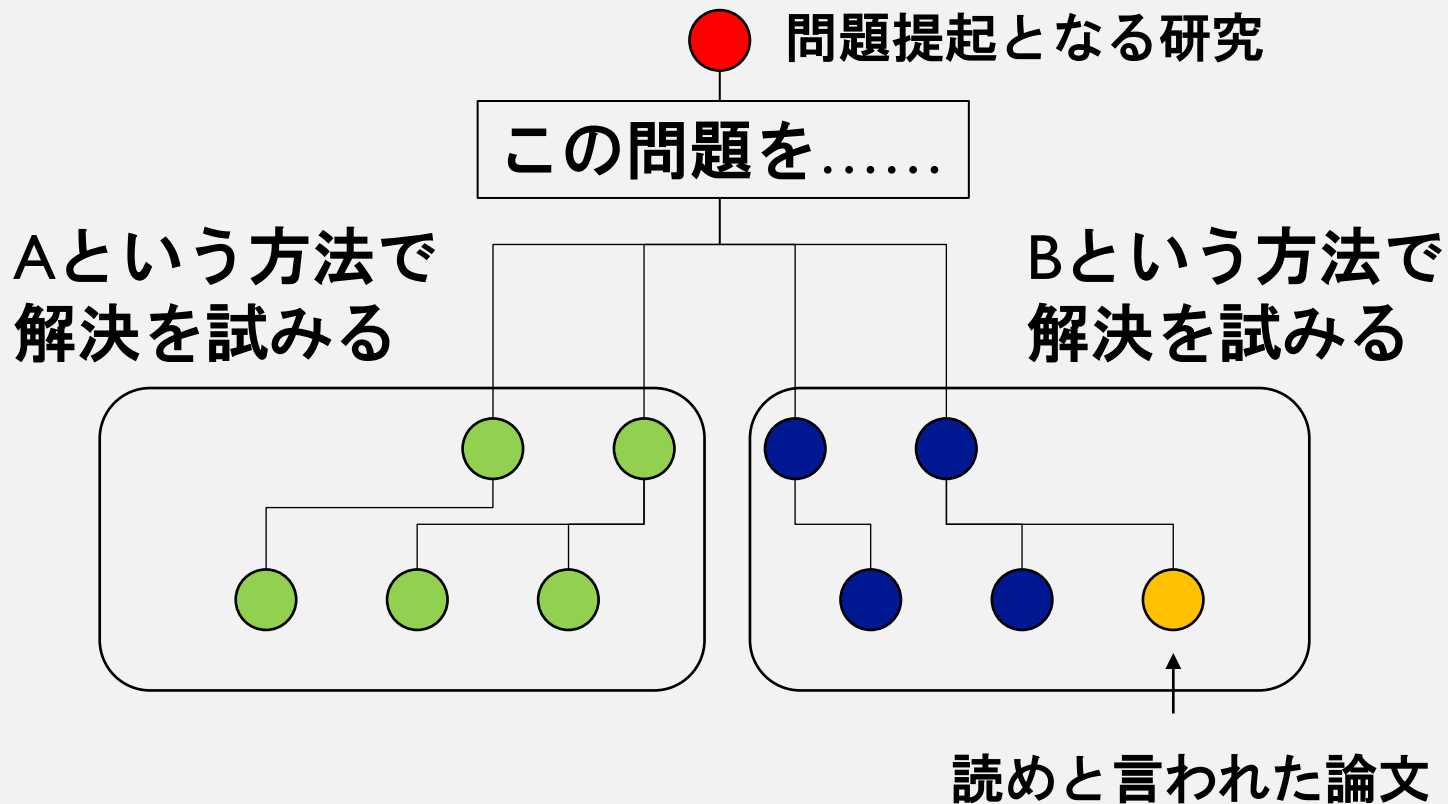 問題提起となる研究
この問題を……
Aという方法で
解決を試みる
Bという方法で
解決を試みる
読めと言われた論文